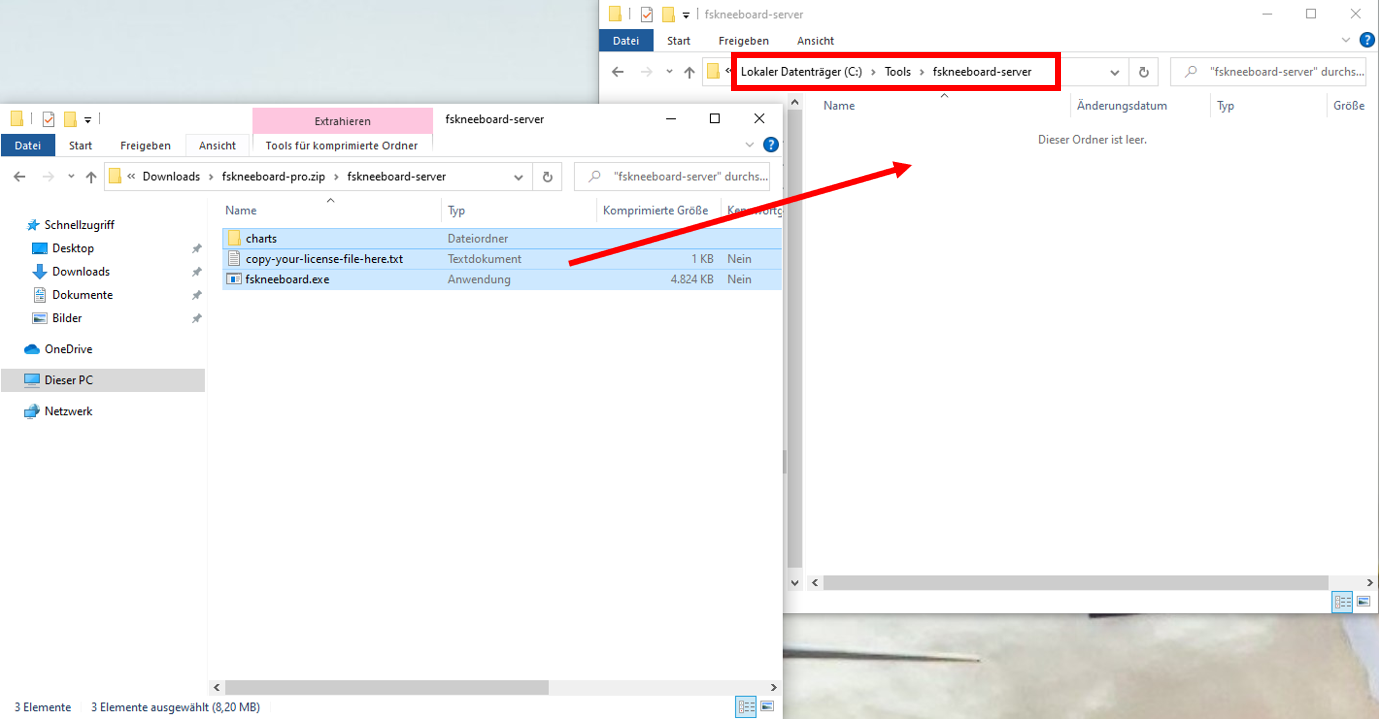 fskneeboard-server
Datei Start Freigeben Ansicht
« Lokaler Datenträger (C:) › Tools › fskneeboard-server
"fskneeboard-server" durchs...
Name Änderungsdatum Typ Größe
Dieser Ordner ist leer.
Extrahieren fskneeboard-server
Datei Start Freigeben Ansicht Tools für komprimierte Ordner
« Downloads › fskneeboard-pro.zip › fskneeboard-server
"fskneeboard-server" durchs...
Schnellzugriff
Desktop
Downloads
Dokumente
Bilder
OneDrive
Dieser PC
Netzwerk
Name Typ Komprimierte Größe
charts Dateiordner
copy-your-license-file-here.txt Textdokument 1 KB Nein
fskneeboard.exe Anwendung 4.824 KB Nein
3 Elemente 3 Elemente ausgewählt (8,20 MB)